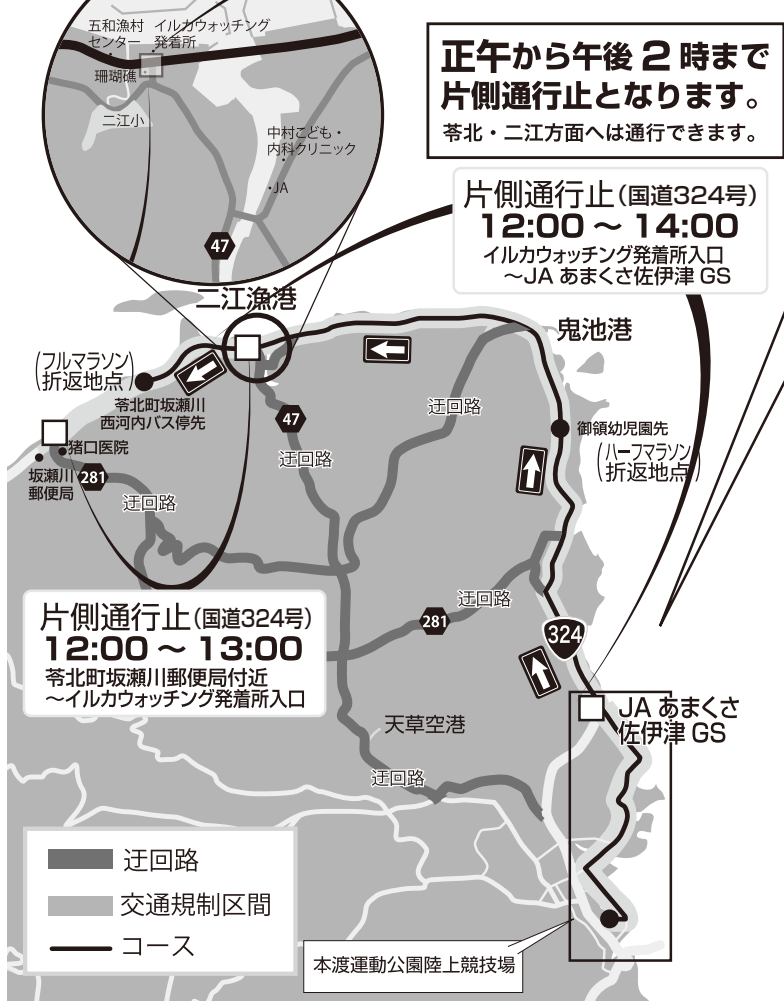 五和漁村
センター
イルカウォッチング
発着所
珊瑚礁
二江小
中村こども・
内科クリニック
・JA
47
正午から午後2時まで
片側通行止となります。
苓北・二江方面へは通行できます。
片側通行止(国道324号)
12:00 ～ 14:00
イルカウォッチング発着所入口
～JA あまくさ佐伊津 GS
二江漁港
鬼池港
(フルマラソン
折返地点)
苓北町坂瀬川
西河内バス停先
47
迂回路
迂回路
御領幼児園先
(ハーフマラソン
折返地点)
猪口医院
坂瀬川
郵便局
281
迂回路
片側通行止(国道324号)
12:00 ～ 13:00
苓北町坂瀬川郵便局付近
～イルカウォッチング発着所入口
迂回路
281
324
JA あまくさ
佐伊津 GS
天草空港
迂回路
迂回路
交通規制区間
コース
本渡運動公園陸上競技場